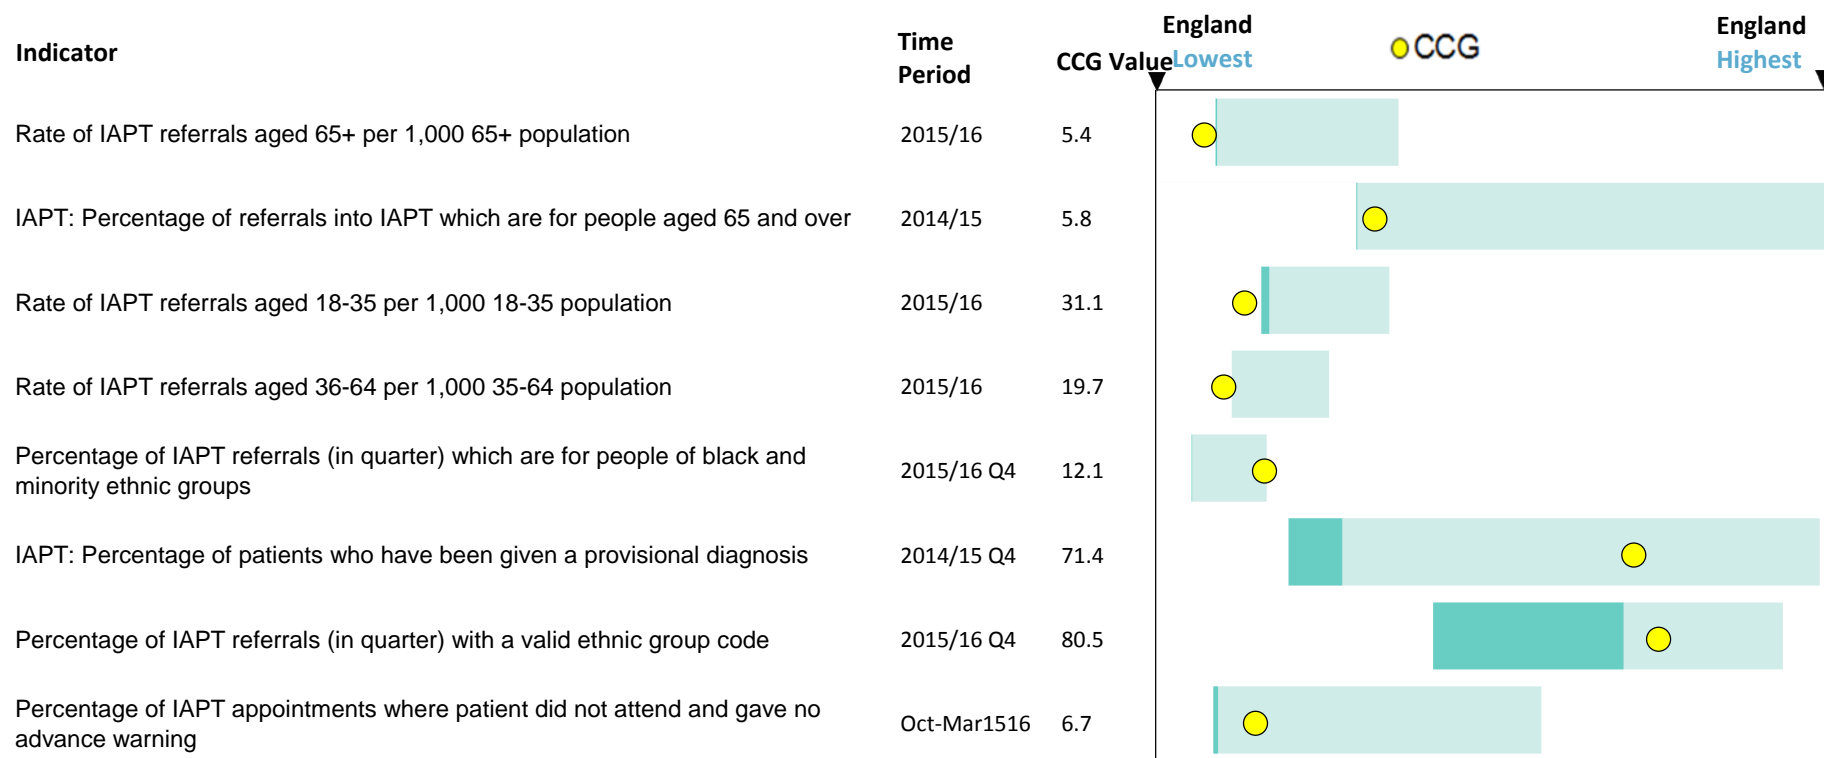 Indicator
Time
Period
CCG Value
England
Lowest
CCG
England
Highest
Rate of IAPT referrals aged 65+ per 1,000 65+ population 2015/16 5.4
IAPT: Percentage of referrals into IAPT which are for people aged 65 and over 2014/15 5.8
Rate of IAPT referrals aged 18-35 per 1,000 18-35 population 2015/16 31.1
Rate of IAPT referrals aged 36-64 per 1,000 35-64 population 2015/16 19.7
Percentage of IAPT referrals (in quarter) which are for people of black and
minority ethnic groups
2015/16 Q4 12.1
IAPT: Percentage of patients who have been given a provisional diagnosis 2014/15 Q4 71.4
Percentage of IAPT referrals (in quarter) with a valid ethnic group code 2015/16 Q4 80.5
Percentage of IAPT appointments where patient did not attend and gave no
advance warning
Oct-Mar1516 6.7